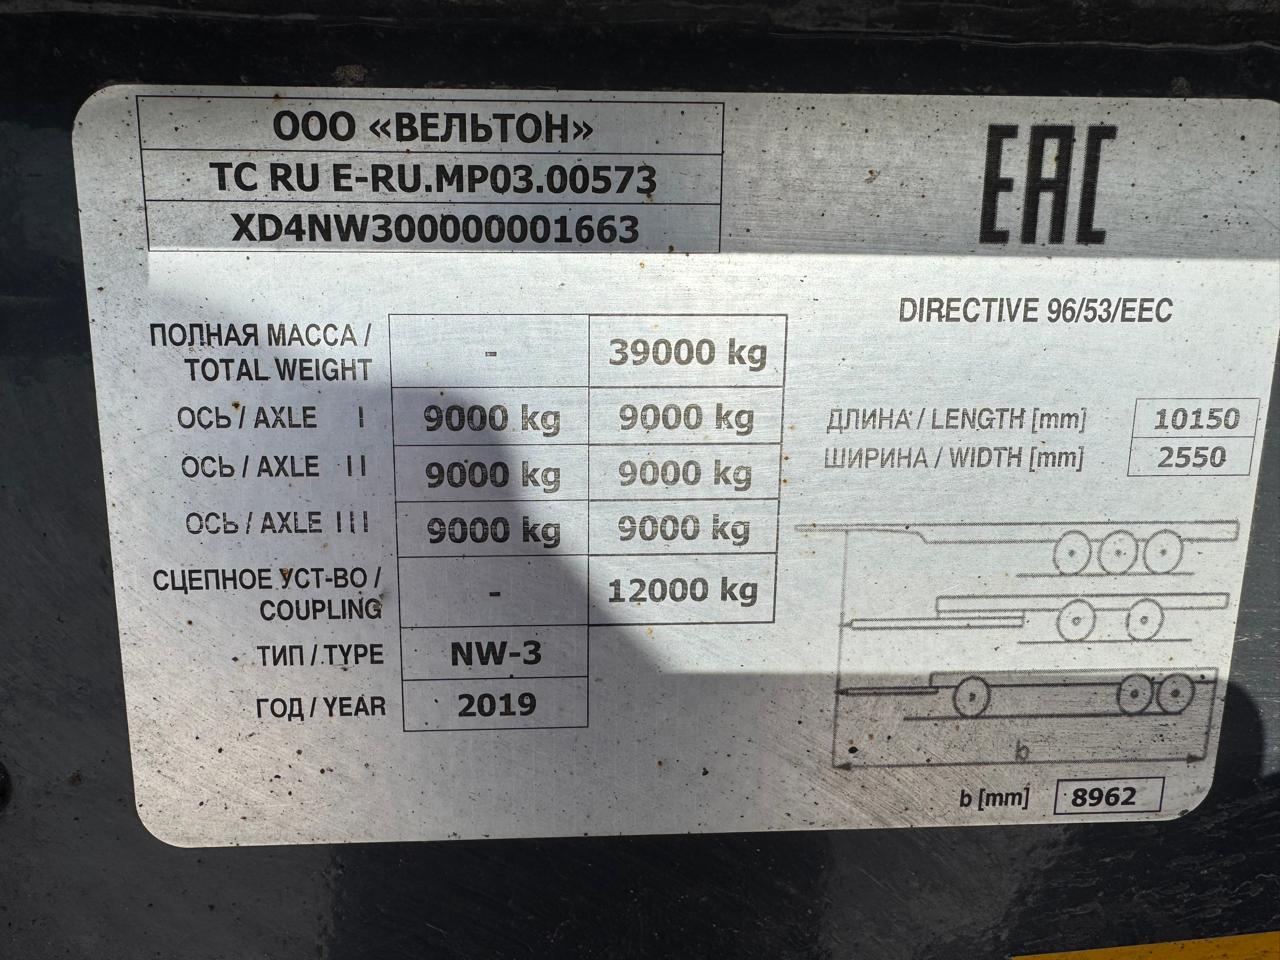 ООО «ВЕЛЬТОН»
ТС RU E-RU.МР03.00573
XD4NW300000001663
EAC
DIRECTIVE 96/53/EEC
ПОЛНАЯ МАССА / TOTAL WEIGHT - 39000 kg
ОСЬ / AXLE I 9000 kg 9000 kg
ОСЬ / AXLE II 9000 kg 9000 kg
ОСЬ / AXLE III 9000 kg 9000 kg
СЦЕПНОЕ УСТ-ВО / COUPLING - 12000 kg
ТИП / TYPE NW-3
ГОД / YEAR 2019
ДЛИНА / LENGTH [mm] 10150
ШИРИНА / WIDTH [mm] 2550
b
b [mm] 8962